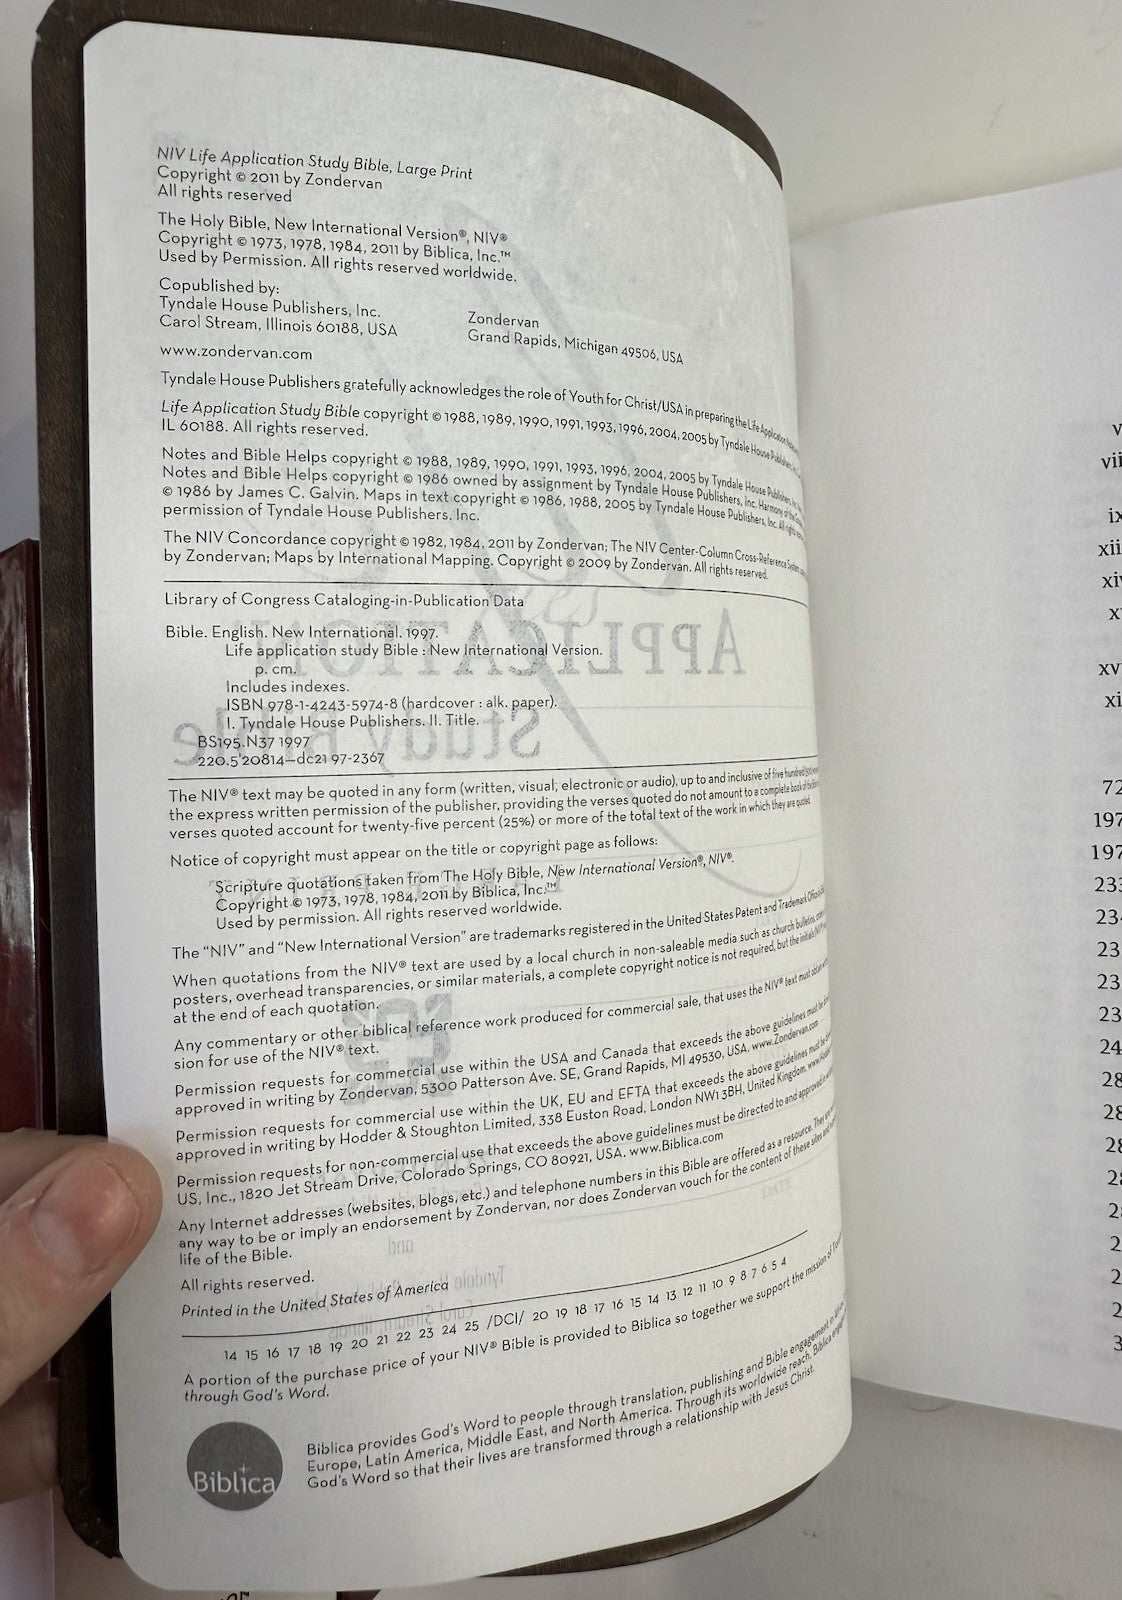 NIV Life Application Study Bible, Large Print
Copyright © 2011 by Zondervan
All rights reserved
The Holy Bible, New International Version®, NIV®
Copyright © 1973, 1978, 1984, 2011 by Biblica, Inc.™
Used by Permission. All rights reserved worldwide.
Copublished by:
Tyndale House Publishers, Inc.
Carol Stream, Illinois 60188, USA
Zondervan
Grand Rapids, Michigan 49506, USA
www.zondervan.com
Tyndale House Publishers gratefully acknowledges the role of Youth for Christ/USA in preparing the Life Application
Life Application Study Bible copyright © 1988, 1989, 1990, 1991, 1993, 1996, 2004, 2005 by Tyndale House Publishers,
IL 60188. All rights reserved.
Notes and Bible Helps copyright © 1988, 1989, 1990, 1991, 1993, 1996, 2004, 2005 by Tyndale House Publishers, Inc.
Notes and Bible Helps copyright © 1986 owned by assignment by Tyndale House Publishers, Inc. Harmony of the
© 1986 by James C. Galvin. Maps in text copyright © 1986, 1988, 2005 by Tyndale House Publishers, Inc. All rights
permission of Tyndale House Publishers. Inc.
The NIV Concordance copyright © 1982, 1984, 2011 by Zondervan; The NIV Center-Column Cross-Reference System,
by Zondervan; Maps by International Mapping. Copyright © 2009 by Zondervan. All rights reserved.
Library of Congress Cataloging-in-Publication Data
Bible. English. New International. 1997.
Life application study Bible : New International Version.
p. cm.
Includes indexes.
ISBN 978-1-4243-5974-8 (hardcover : alk. paper).
I. Tyndale House Publishers. II. Title.
BS195.N37 1997
220.5'20814—dc21 97-2367
The NIV® text may be quoted in any form (written, visual, electronic or audio), up to and inclusive of five hundred
the express written permission of the publisher, providing the verses quoted do not amount to a complete book of the
verses quoted account for twenty-five percent (25%) or more of the total text of the work in which they are quoted.
Notice of copyright must appear on the title or copyright page as follows:
Scripture quotations taken from The Holy Bible, New International Version®, NIV®.
Copyright © 1973, 1978, 1984, 2011 by Biblica, Inc.™
Used by permission. All rights reserved worldwide.
The "NIV" and "New International Version" are trademarks registered in the United States Patent and Trademark Office
When quotations from the NIV® text are used by a local church in non-saleable media such as church bulletins,
posters, overhead transparencies, or similar materials, a complete copyright notice is not required, but the initials
at the end of each quotation.
Any commentary or other biblical reference work produced for commercial sale, that uses the NIV® text must obtain
sion for use of the NIV® text.
Permission requests for commercial use within the USA and Canada that exceeds the above guidelines must be
approved in writing by Zondervan, 5300 Patterson Ave. SE, Grand Rapids, MI 49530, USA. www.Zondervan.com
Permission requests for commercial use within the UK, EU and EFTA that exceeds the above guidelines must be
approved in writing by Hodder & Stoughton Limited, 338 Euston Road, London NW1 3BH, United Kingdom.
Permission requests for non-commercial use that exceeds the above guidelines must be directed to and approved in
US, Inc., 1820 Jet Stream Drive, Colorado Springs, CO 80921, USA. www.Biblica.com
Any Internet addresses (websites, blogs, etc.) and telephone numbers in this Bible are offered as a resource. They are
any way to be or imply an endorsement by Zondervan, nor does Zondervan vouch for the content of these sites and
life of the Bible.
All rights reserved.
Printed in the United States of America
14 15 16 17 18 19 20 21 22 23 24 25 /DCI/ 20 19 18 17 16 15 14 13 12 11 10 9 8 7 6 5 4
A portion of the purchase price of your NIV® Bible is provided to Biblica so together we support the mission of
through God's Word.
Biblica
Biblica provides God's Word to people through translation, publishing and Bible engagement in
Europe, Latin America, Middle East, and North America. Through its worldwide reach, Biblica
God's Word so that their lives are transformed through a relationship with Jesus Christ.
ix
72
197
197